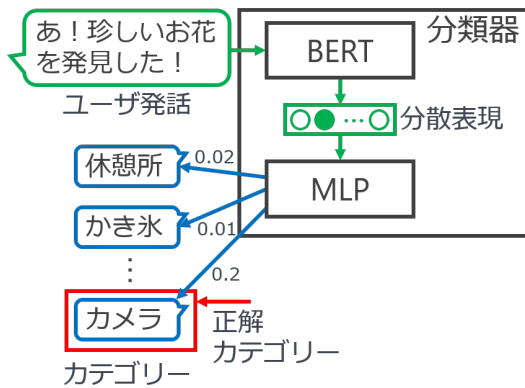 あ！珍しいお花
を発見した！
ユーザ発話
分類器
BERT
…
分散表現
MLP
休憩所
0.02
かき氷
0.01
⋮
カメラ
0.2
正解
カテゴリー
カテゴリー